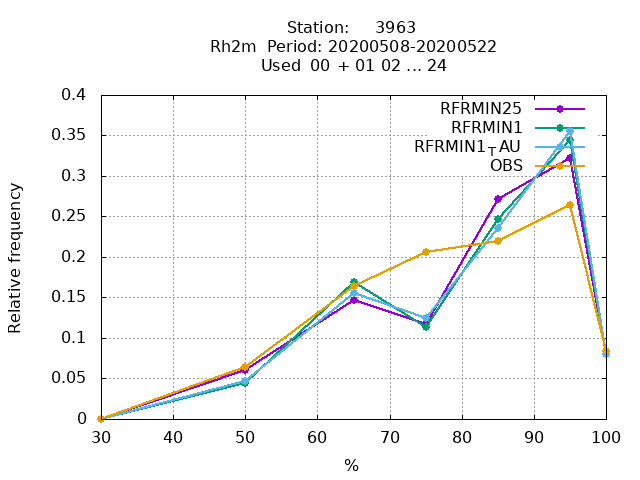 Station: 3963
Rh2m Period: 20200508-20200522
Used 00 + 01 02 ... 24
0.4
0.35
0.3
0.25
0.2
0.15
0.1
0.05
0
Relative frequency
RFRMIN25
RFRMIN1
RFRMIN1_TAU
OBS
30 40 50 60 70 80 90 100
%